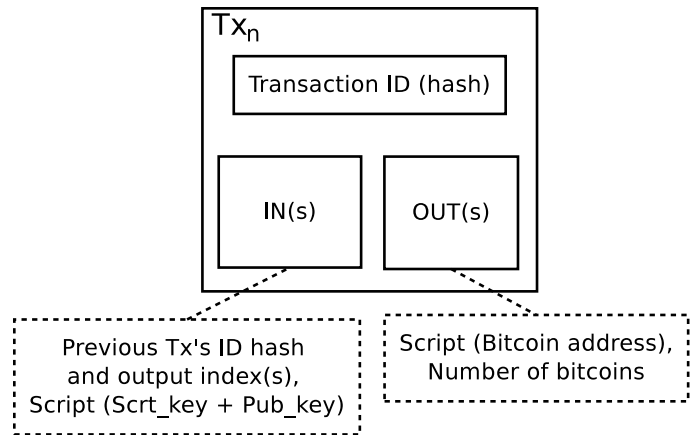 Txn
Transaction ID (hash)
IN(s)
OUT(s)
Previous Tx's ID hash
and output index(s),
Script (Scrt_key + Pub_key)
Script (Bitcoin address),
Number of bitcoins